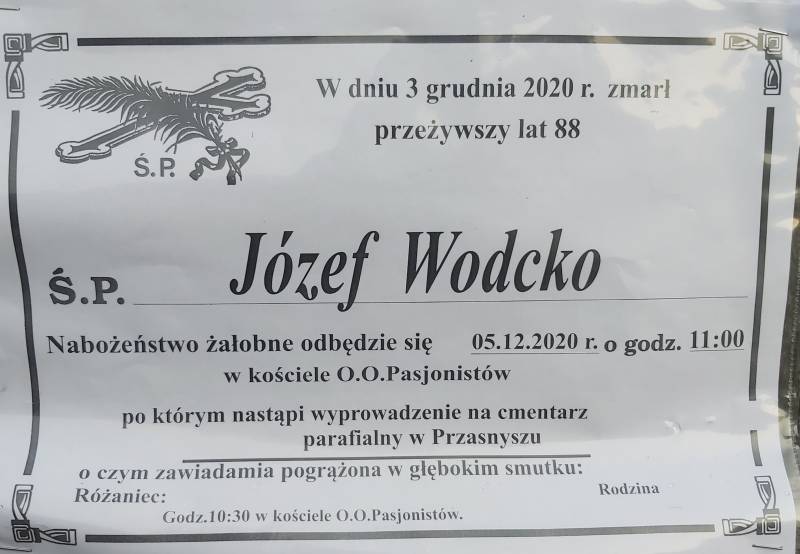 W dniu 3 grudnia 2020 r. zmarł
przeżywszy lat 88
Ś.P.
Ś.P. Józef Wodcko
Nabożeństwo żałobne odbędzie się 05.12.2020 r. o godz. 11:00
w kościele O.O.Pasjonistów
po którym nastąpi wyprowadzenie na cmentarz
parafialny w Przasnyszu
o czym zawiadamia pogrążona w głębokim smutku:
Różaniec: Rodzina
Godz.10:30 w kościele O.O.Pasjonistów.